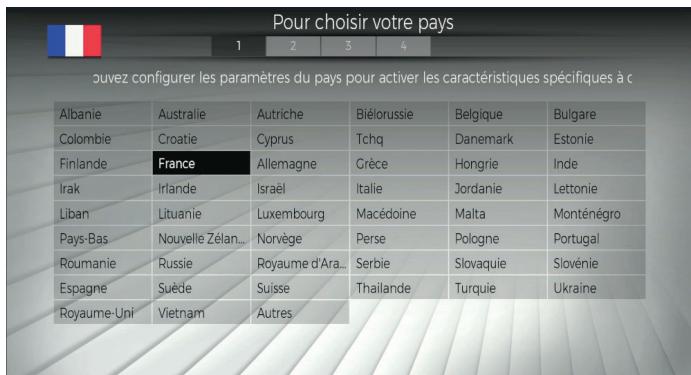 Pour choisir votre pays
1 2 3 4
ouvez configurer les paramètres du pays pour activer les caractéristiques spécifiques à
Albanie Australie Autriche Biélorussie Belgique Bulgare
Colombie Croatie Cyprus Tchq Danemark Estonie
Finlande France Allemagne Grèce Hongrie Inde
Irak Irlande Israël Italie Jordanie Lettonie
Liban Lituanie Luxembourg Macédoine Malta Monténégro
Pays-Bas Nouvelle Zélan... Norvège Perse Pologne Portugal
Roumanie Russie Royaume d'Ara... Serbie Slovaquie Slovénie
Espagne Suède Suisse Thailande Turquie Ukraine
Royaume-Uni Vietnam Autres